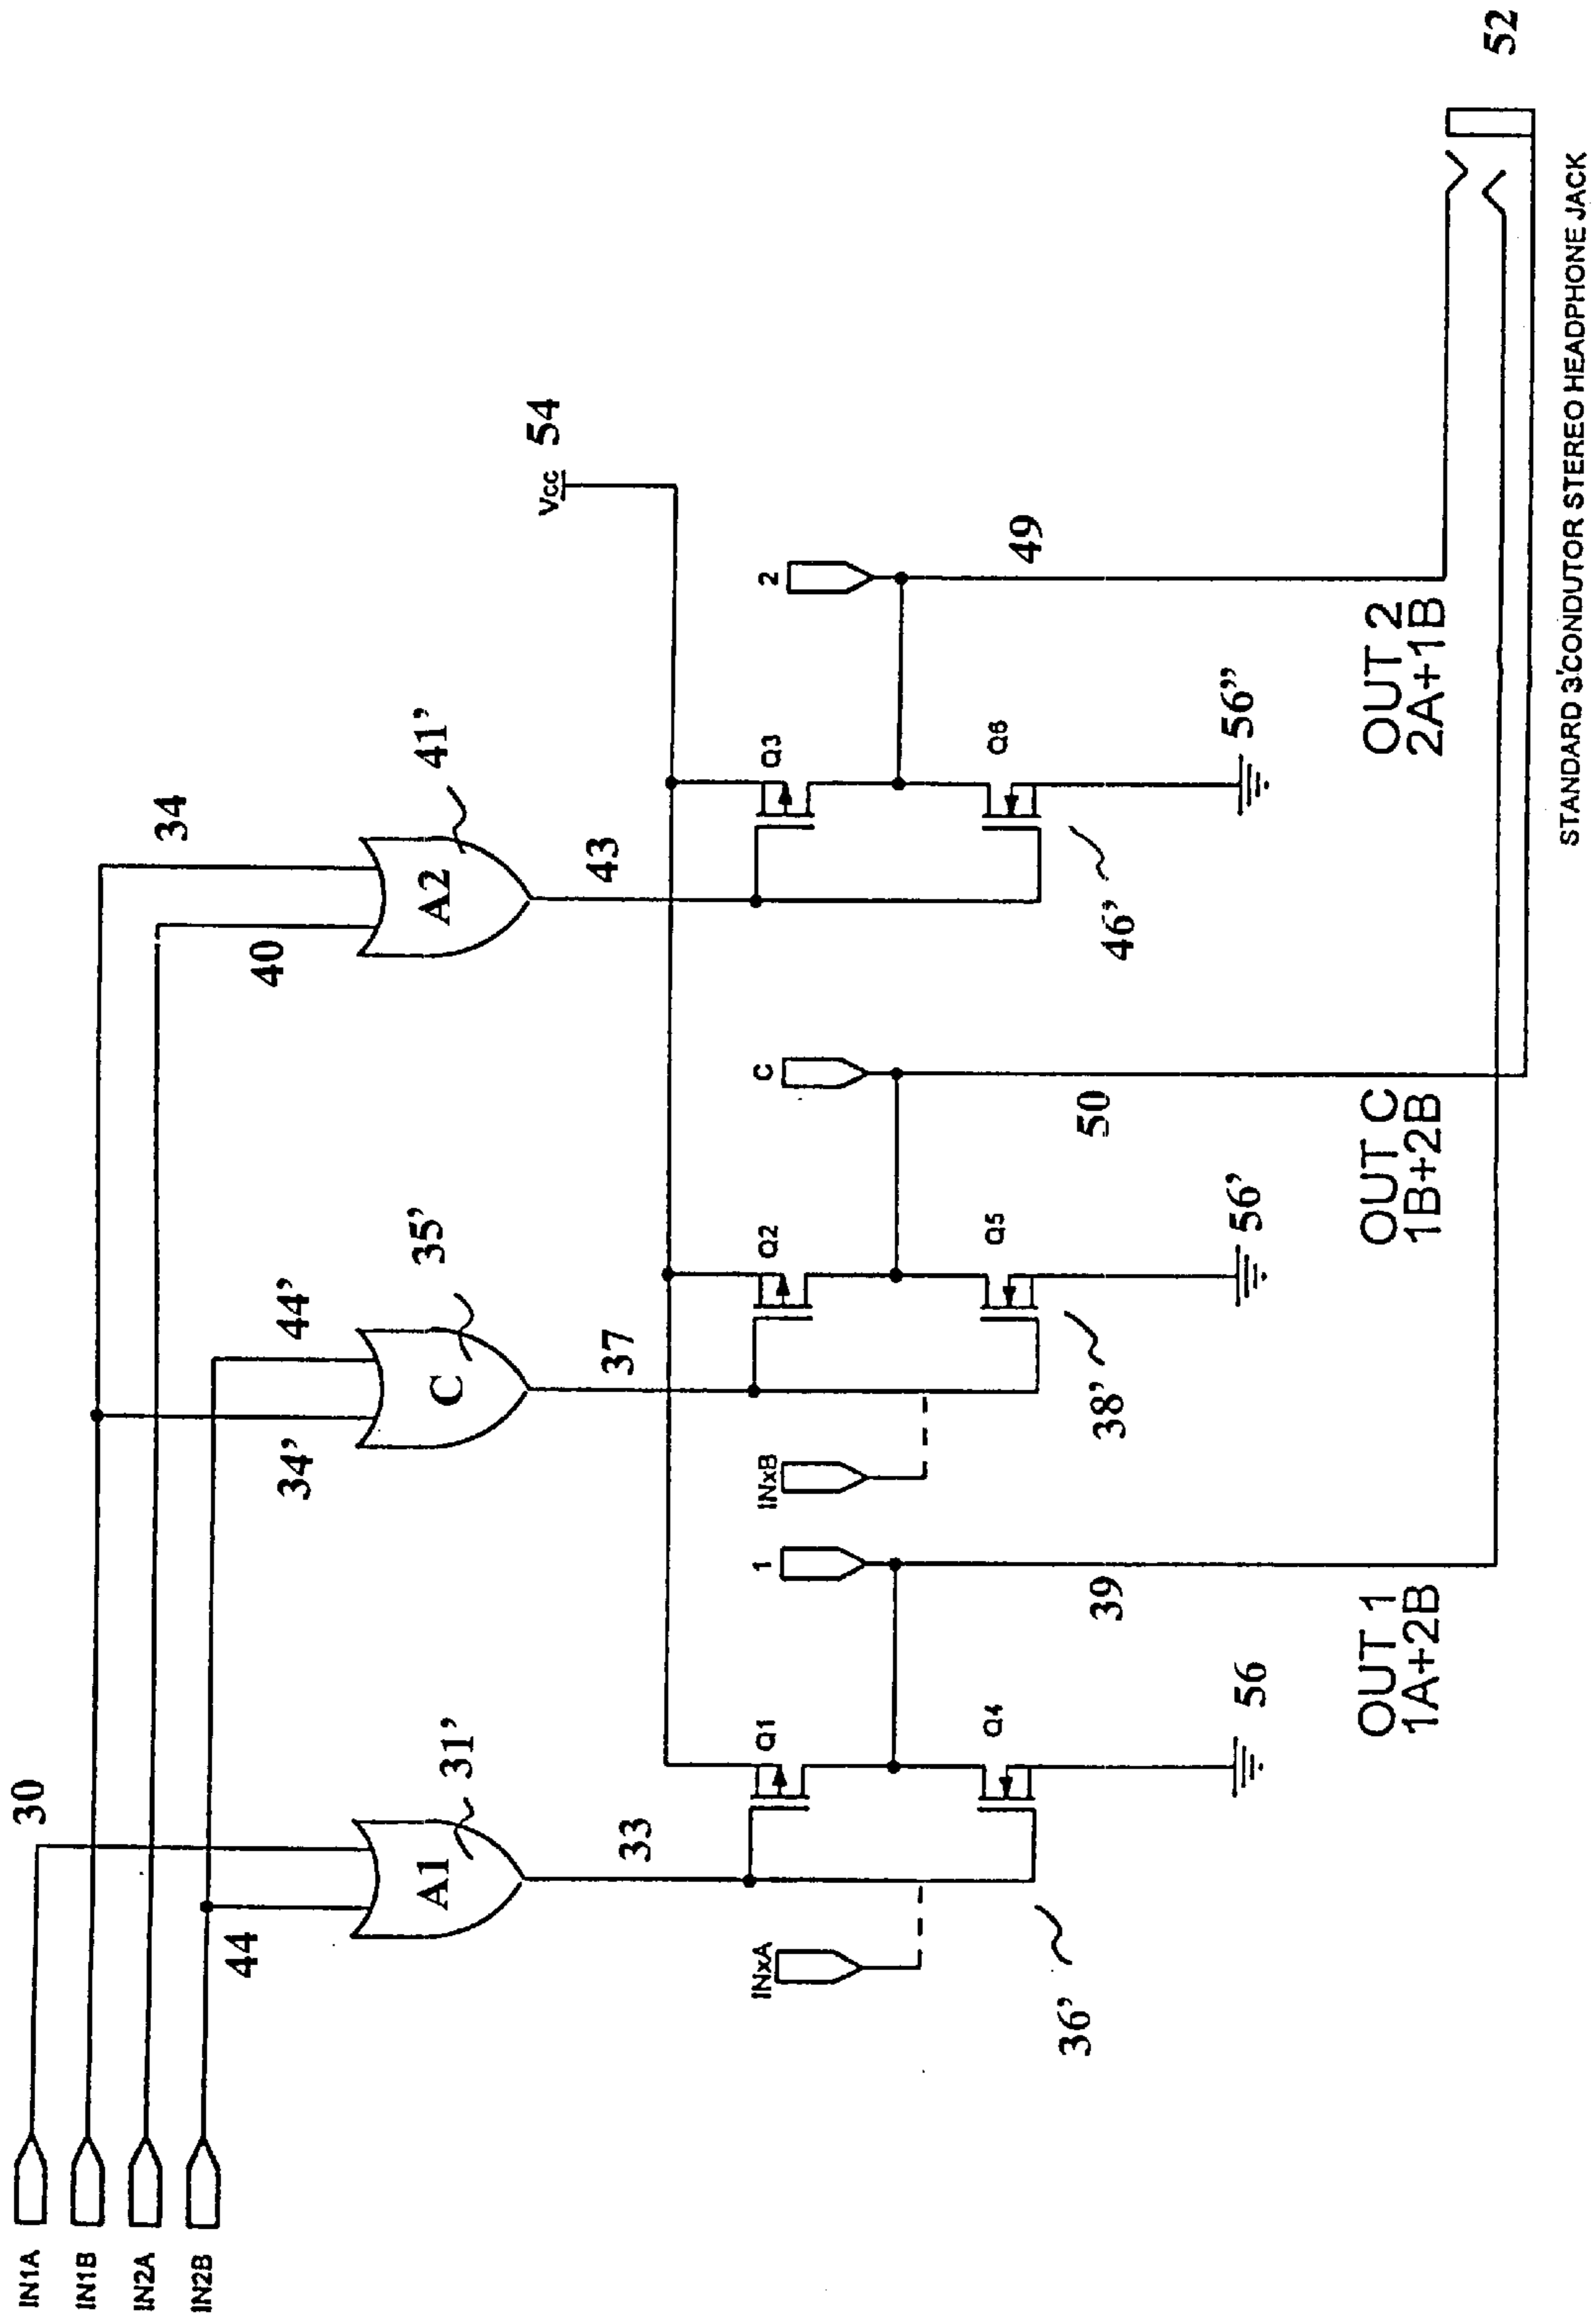 IN1A
IN1B
IN2A
IN2B
30
34
40
44
34’
44’
A1
31’
C
35’
A2
41’
33
37
43
Vcc
54
INxA
INxB
1
C
2
Q1
Q2
Q3
Q4
Q5
Q6
36’
38’
46’
39
50
49
56
56’
56”
OUT 1
1A+2B
OUT C
1B+2B
OUT 2
2A+1B
52
STANDARD 3'CONDUTOR STEREO HEADPHONE JACK